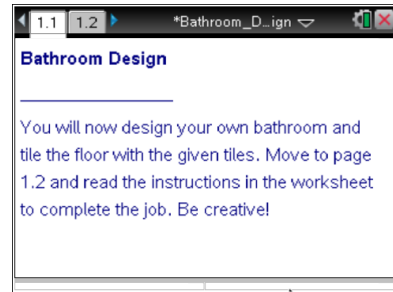 1.1 1.2 *Bathroom_D...ign
Bathroom Design
You will now design your own bathroom and
tile the floor with the given tiles. Move to page
1.2 and read the instructions in the worksheet
to complete the job. Be creative!